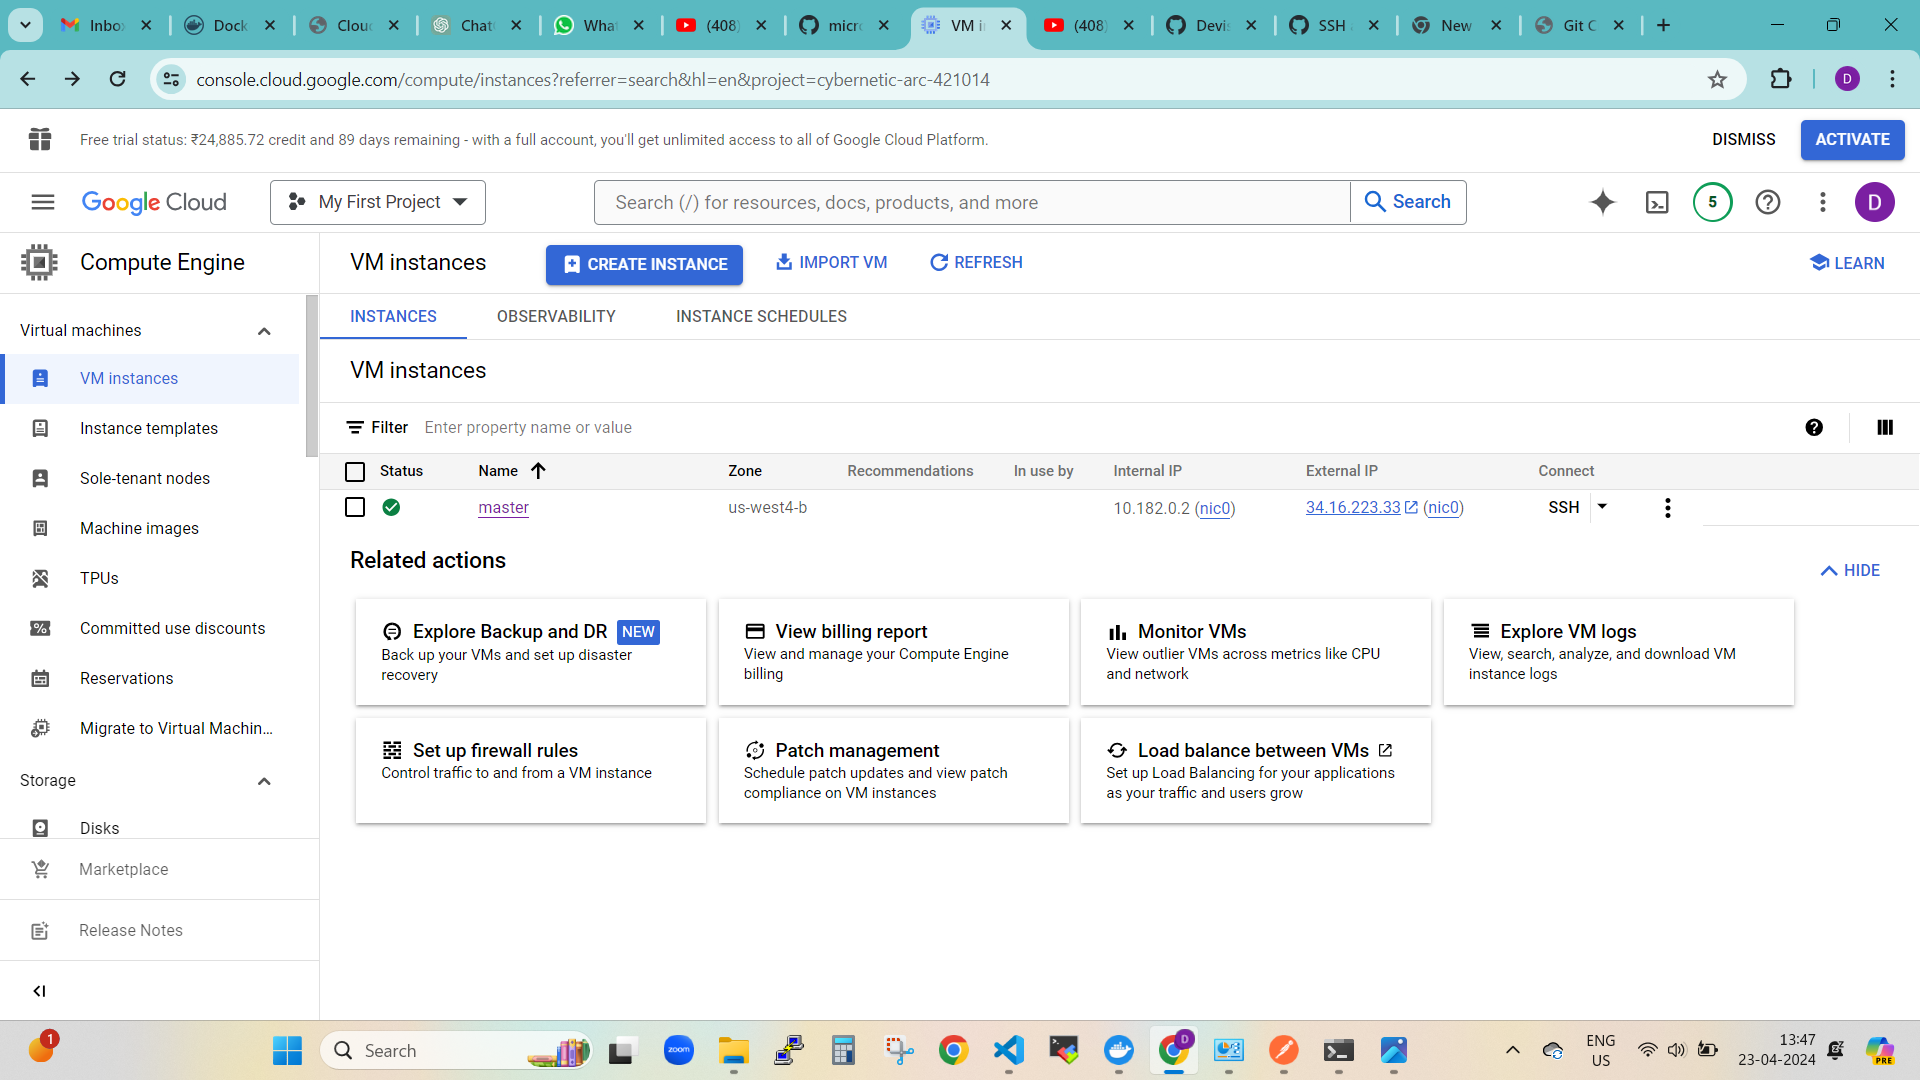 Inbo
Dock
Cloud
Chat
What
(408)
micro
VM in
(408)
Devis
SSH
New
Git C
console.cloud.google.com/compute/instances?referrer=search&hl=en&project=cybernetic-arc-421014
D
Free trial status: ₹24,885.72 credit and 89 days remaining - with a full account, you'll get unlimited access to all of Google Cloud Platform.
DISMISS
ACTIVATE
Google Cloud
My First Project
Search (/) for resources, docs, products, and more
Search
5
D
Compute Engine
VM instances
CREATE INSTANCE
IMPORT VM
REFRESH
LEARN
Virtual machines
VM instances
Instance templates
Sole-tenant nodes
Machine images
TPUs
Committed use discounts
Reservations
Migrate to Virtual Machin...
Storage
Disks
Marketplace
Release Notes
INSTANCES
OBSERVABILITY
INSTANCE SCHEDULES
VM instances
Filter
Enter property name or value
Status
Name
Zone
Recommendations
In use by
Internal IP
External IP
Connect
master
us-west4-b
10.182.0.2 (nic0)
34.16.223.33 (nic0)
SSH
Related actions
HIDE
Explore Backup and DR NEW
Back up your VMs and set up disaster
recovery
View billing report
View and manage your Compute Engine
billing
Monitor VMs
View outlier VMs across metrics like CPU
and network
Explore VM logs
View, search, analyze, and download VM
instance logs
Set up firewall rules
Control traffic to and from a VM instance
Patch management
Schedule patch updates and view patch
compliance on VM instances
Load balance between VMs
Set up Load Balancing for your applications
as your traffic and users grow
1
Search
zoom
D
ENG
US
13:47
23-04-2024
PRE